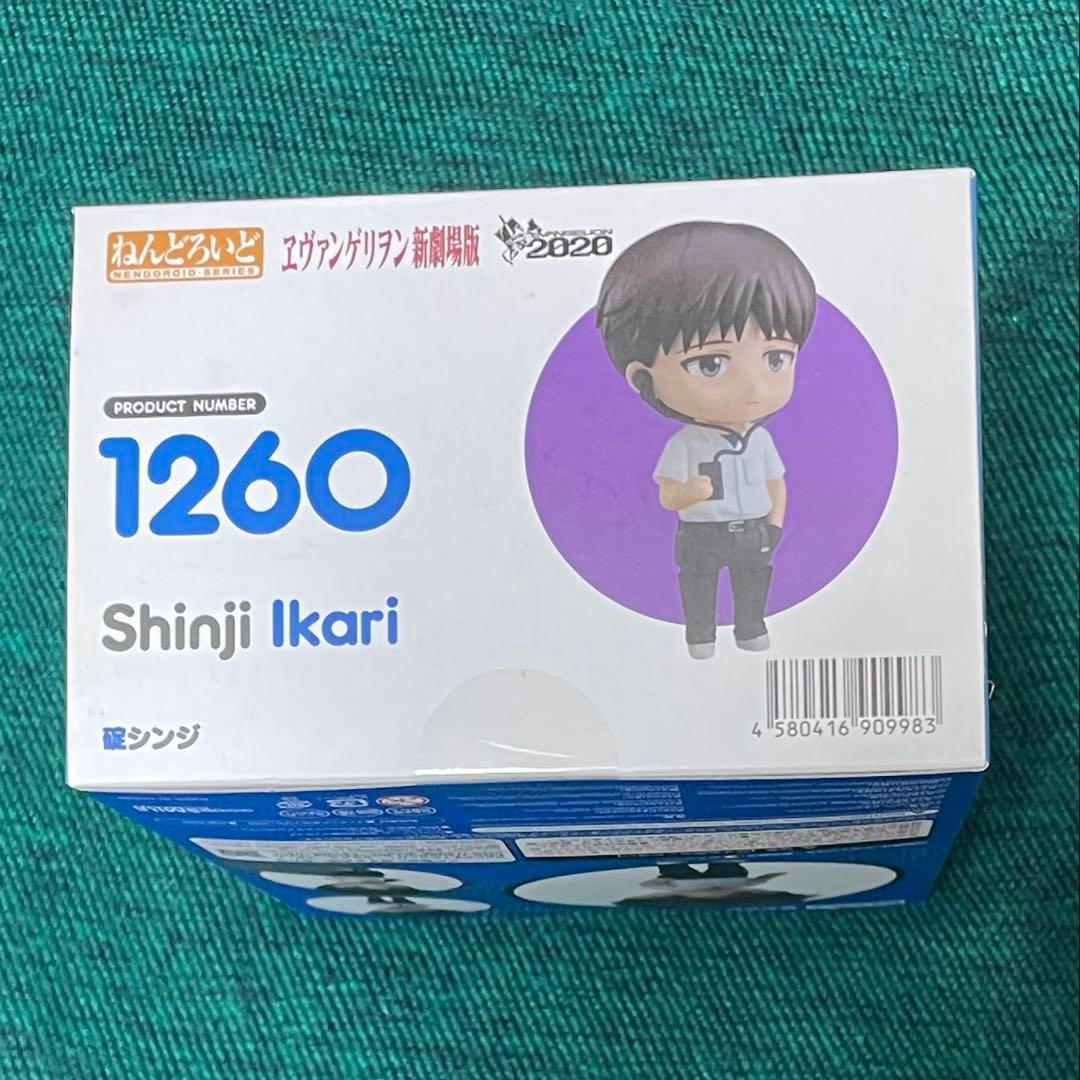 ねんどろいど
NENDOROID-SERIES
ヱヴァンゲリヲン新劇場版
EVANGELION
2020
PRODUCT NUMBER
1260
Shinji Ikari
碇シンジ
4 580416 909983